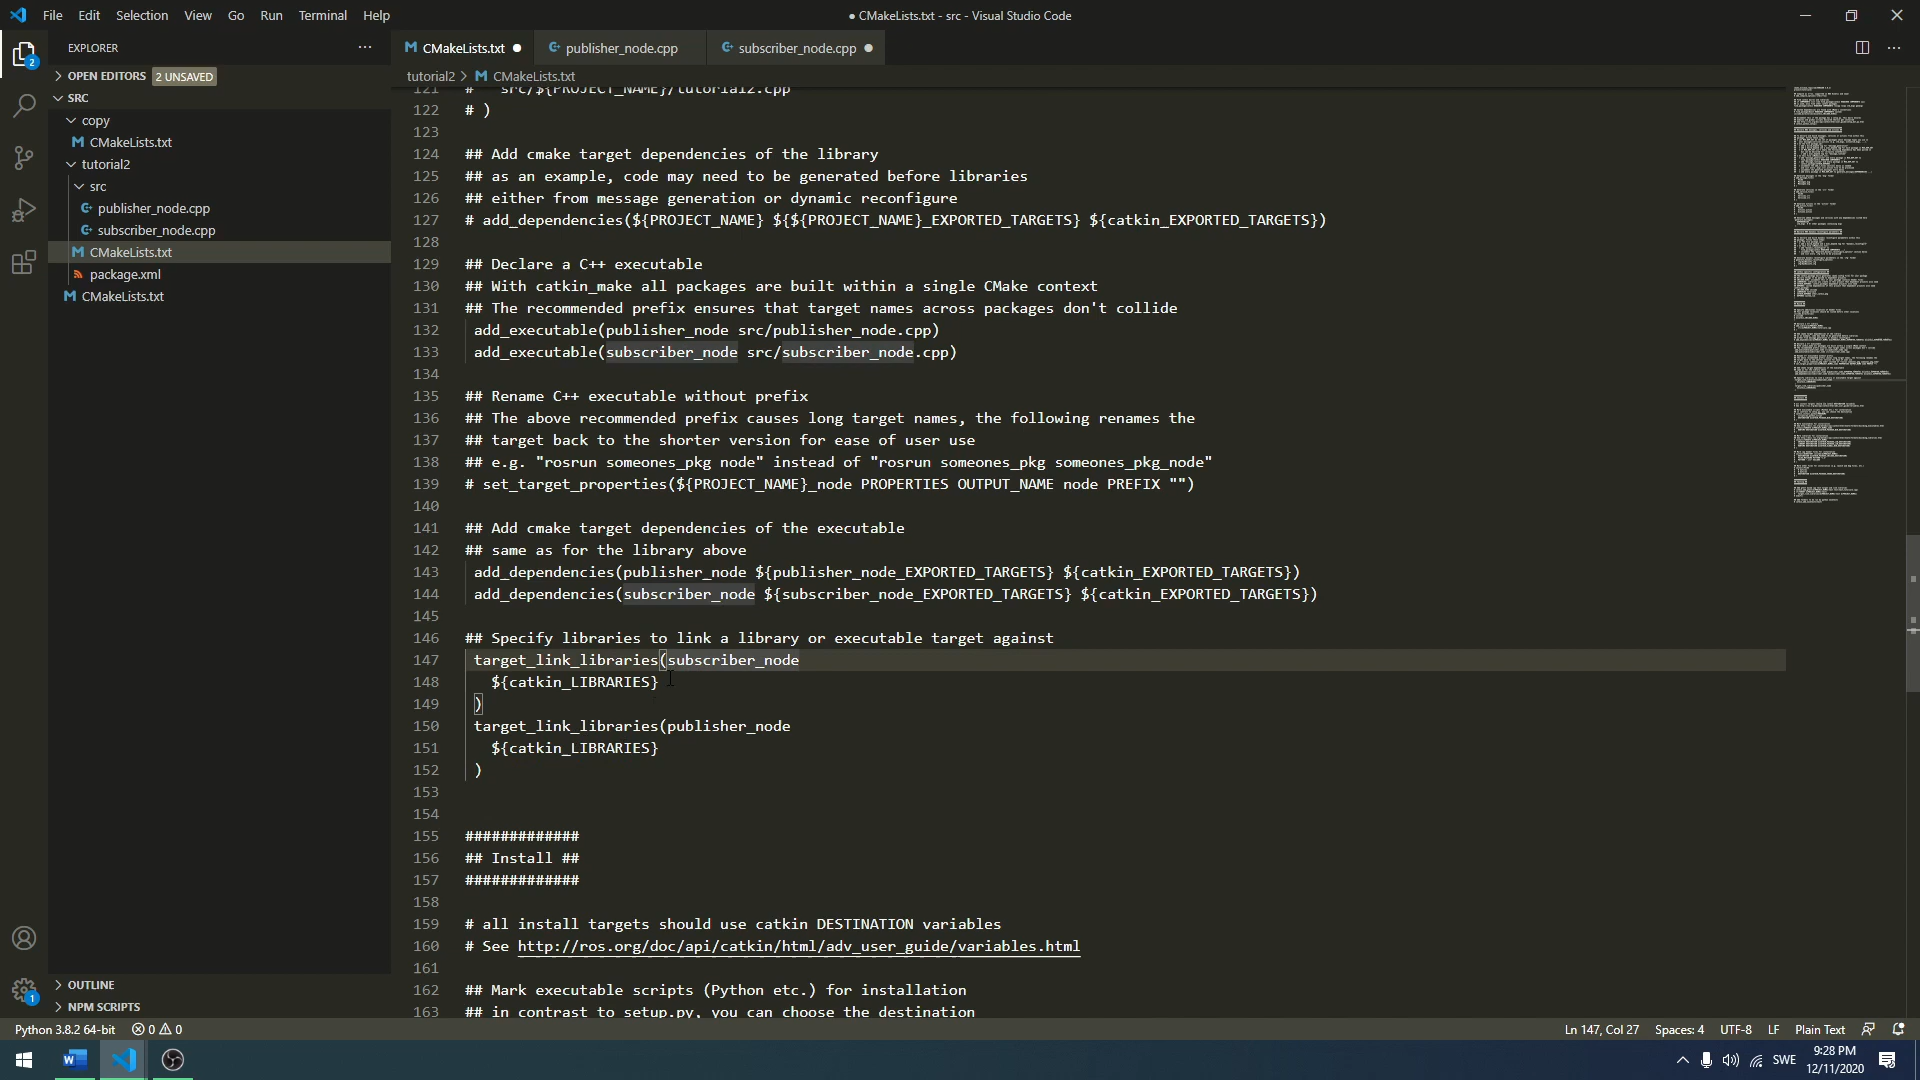 File Edit Selection View Go Run Terminal Help
● CMakeLists.txt - src - Visual Studio Code
EXPLORER
OPEN EDITORS 2 UNSAVED
SRC
copy
CMakeLists.txt
tutorial2
src
publisher_node.cpp
subscriber_node.cpp
CMakeLists.txt
package.xml
CMakeLists.txt
OUTLINE
NPM SCRIPTS
2
1
CMakeLists.txt publisher_node.cpp subscriber_node.cpp
tutorial2 > CMakeLists.txt
121 # src/${PROJECT_NAME}/tutorial2.cpp
122 # )
123
124 ## Add cmake target dependencies of the library
125 ## as an example, code may need to be generated before libraries
126 ## either from message generation or dynamic reconfigure
127 # add_dependencies(${PROJECT_NAME} ${${PROJECT_NAME}_EXPORTED_TARGETS} ${catkin_EXPORTED_TARGETS})
128
129 ## Declare a C++ executable
130 ## With catkin_make all packages are built within a single CMake context
131 ## The recommended prefix ensures that target names across packages don't collide
132 add_executable(publisher_node src/publisher_node.cpp)
133 add_executable(subscriber_node src/subscriber_node.cpp)
134
135 ## Rename C++ executable without prefix
136 ## The above recommended prefix causes long target names, the following renames the
137 ## target back to the shorter version for ease of user use
138 ## e.g. "rosrun someones_pkg node" instead of "rosrun someones_pkg someones_pkg_node"
139 # set_target_properties(${PROJECT_NAME}_node PROPERTIES OUTPUT_NAME node PREFIX "")
140
141 ## Add cmake target dependencies of the executable
142 ## same as for the library above
143 add_dependencies(publisher_node ${publisher_node_EXPORTED_TARGETS} ${catkin_EXPORTED_TARGETS})
144 add_dependencies(subscriber_node ${subscriber_node_EXPORTED_TARGETS} ${catkin_EXPORTED_TARGETS})
145
146 ## Specify libraries to link a library or executable target against
147 target_link_libraries(subscriber_node
148 ${catkin_LIBRARIES}
149 )
150 target_link_libraries(publisher_node
151 ${catkin_LIBRARIES}
152 )
153
154
155 #############
156 ## Install ##
157 #############
158
159 # all install targets should use catkin DESTINATION variables
160 # See http://ros.org/doc/api/catkin/html/adv_user_guide/variables.html
161
162 ## Mark executable scripts (Python etc.) for installation
163 ## in contrast to setup.py, you can choose the destination
Python 3.8.2 64-bit 0 0
Ln 147, Col 27 Spaces: 4 UTF-8 LF Plain Text
SWE
9:28 PM
12/11/2020